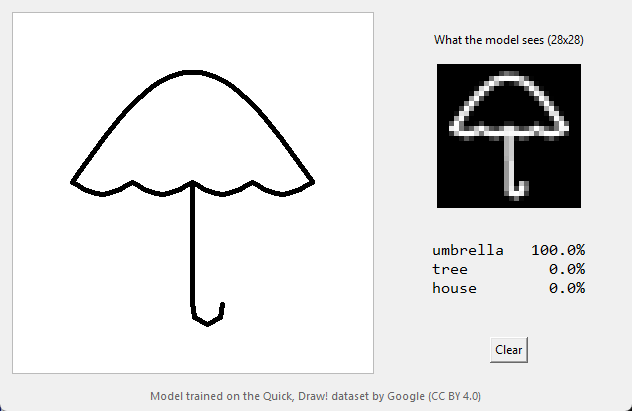 What the model sees (28x28)
umbrella 100.0%
tree 0.0%
house 0.0%
Clear
Model trained on the Quick, Draw! dataset by Google (CC BY 4.0)